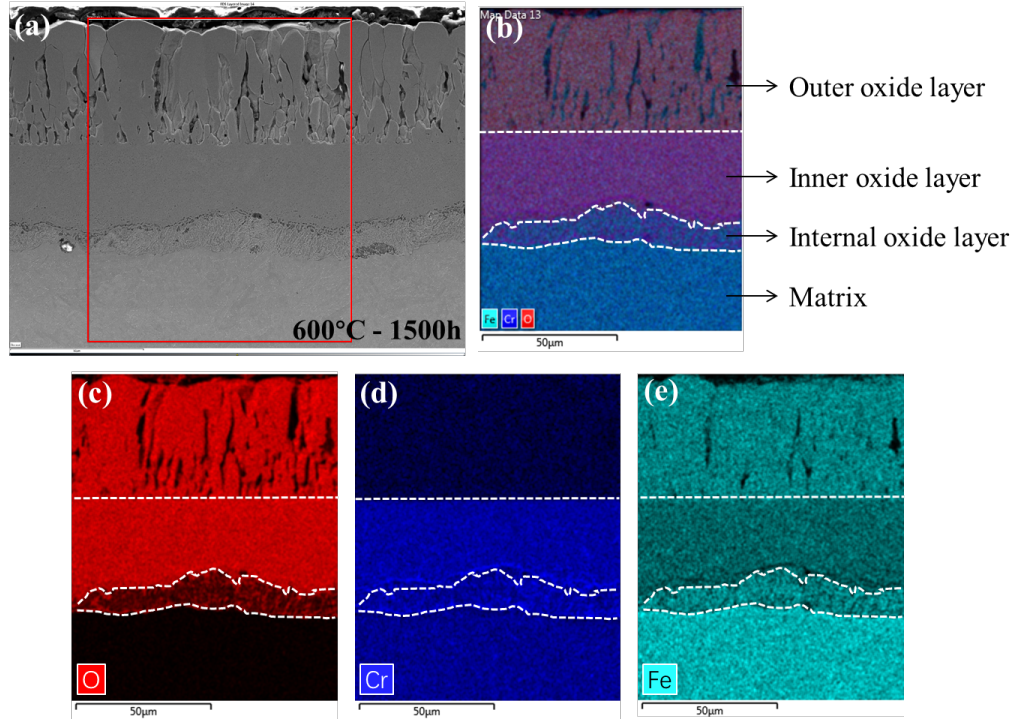 (a)
600°C - 1500h
Map Data 13
(b)
Outer oxide layer
Inner oxide layer
Internal oxide layer
Matrix
Fe Cr O
50μm
(c)
O
50μm
(d)
Cr
50μm
(e)
Fe
50μm